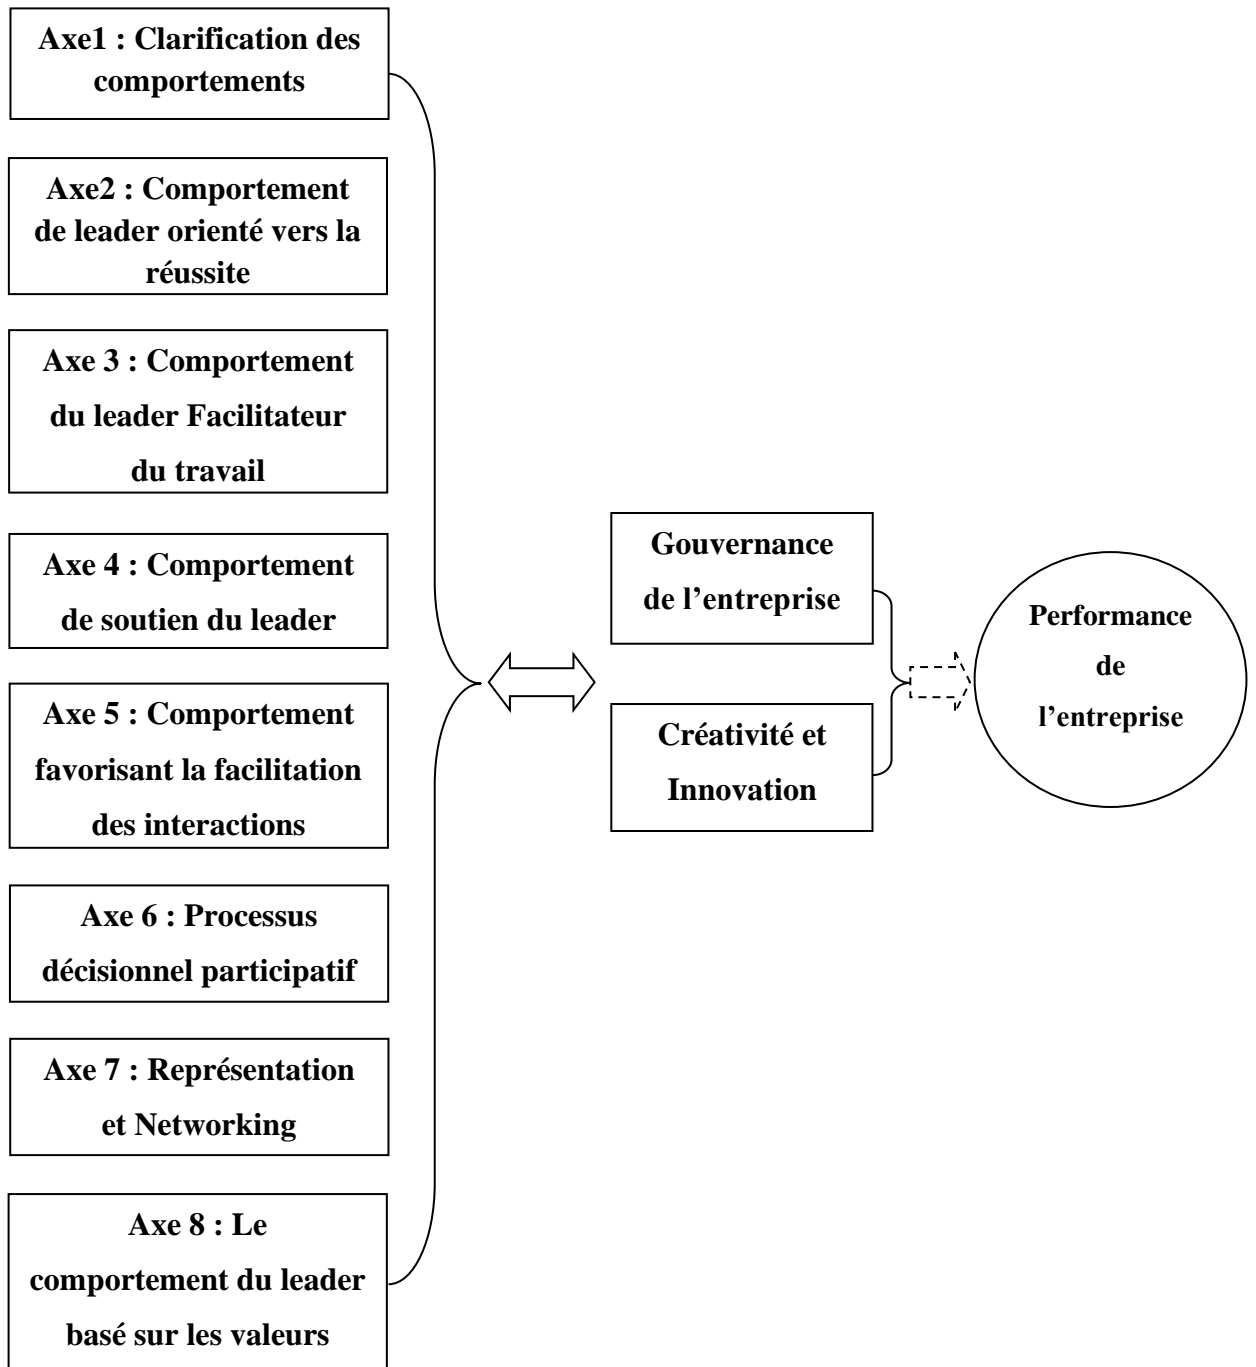 Axe1 : Clarification des
comportements
Axe2 : Comportement
de leader orienté vers la
réussite
Axe 3 : Comportement
du leader Facilitateur
du travail
Axe 4 : Comportement
de soutien du leader
Axe 5 : Comportement
favorisant la facilitation
des interactions
Axe 6 : Processus
décisionnel participatif
Axe 7 : Représentation
et Networking
Axe 8 : Le
comportement du leader
basé sur les valeurs
Gouvernance
de l’entreprise
Créativité et
Innovation
Performance
de
l’entreprise